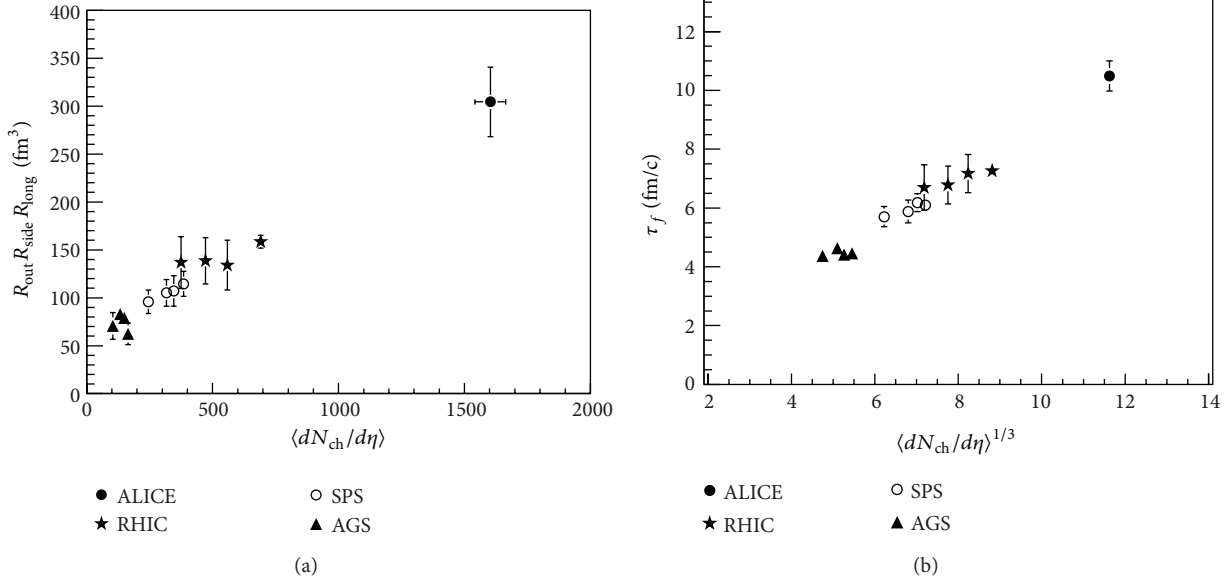 400
350
300
250
200
150
100
50
0
R_out R_side R_long (fm³)
0 500 1000 1500 2000
⟨dN_ch/dη⟩
ALICE SPS
RHIC AGS
(a)
12
10
8
6
4
2
0
τ_f (fm/c)
2 4 6 8 10 12 14
⟨dN_ch/dη⟩^1/3
ALICE SPS
RHIC AGS
(b)